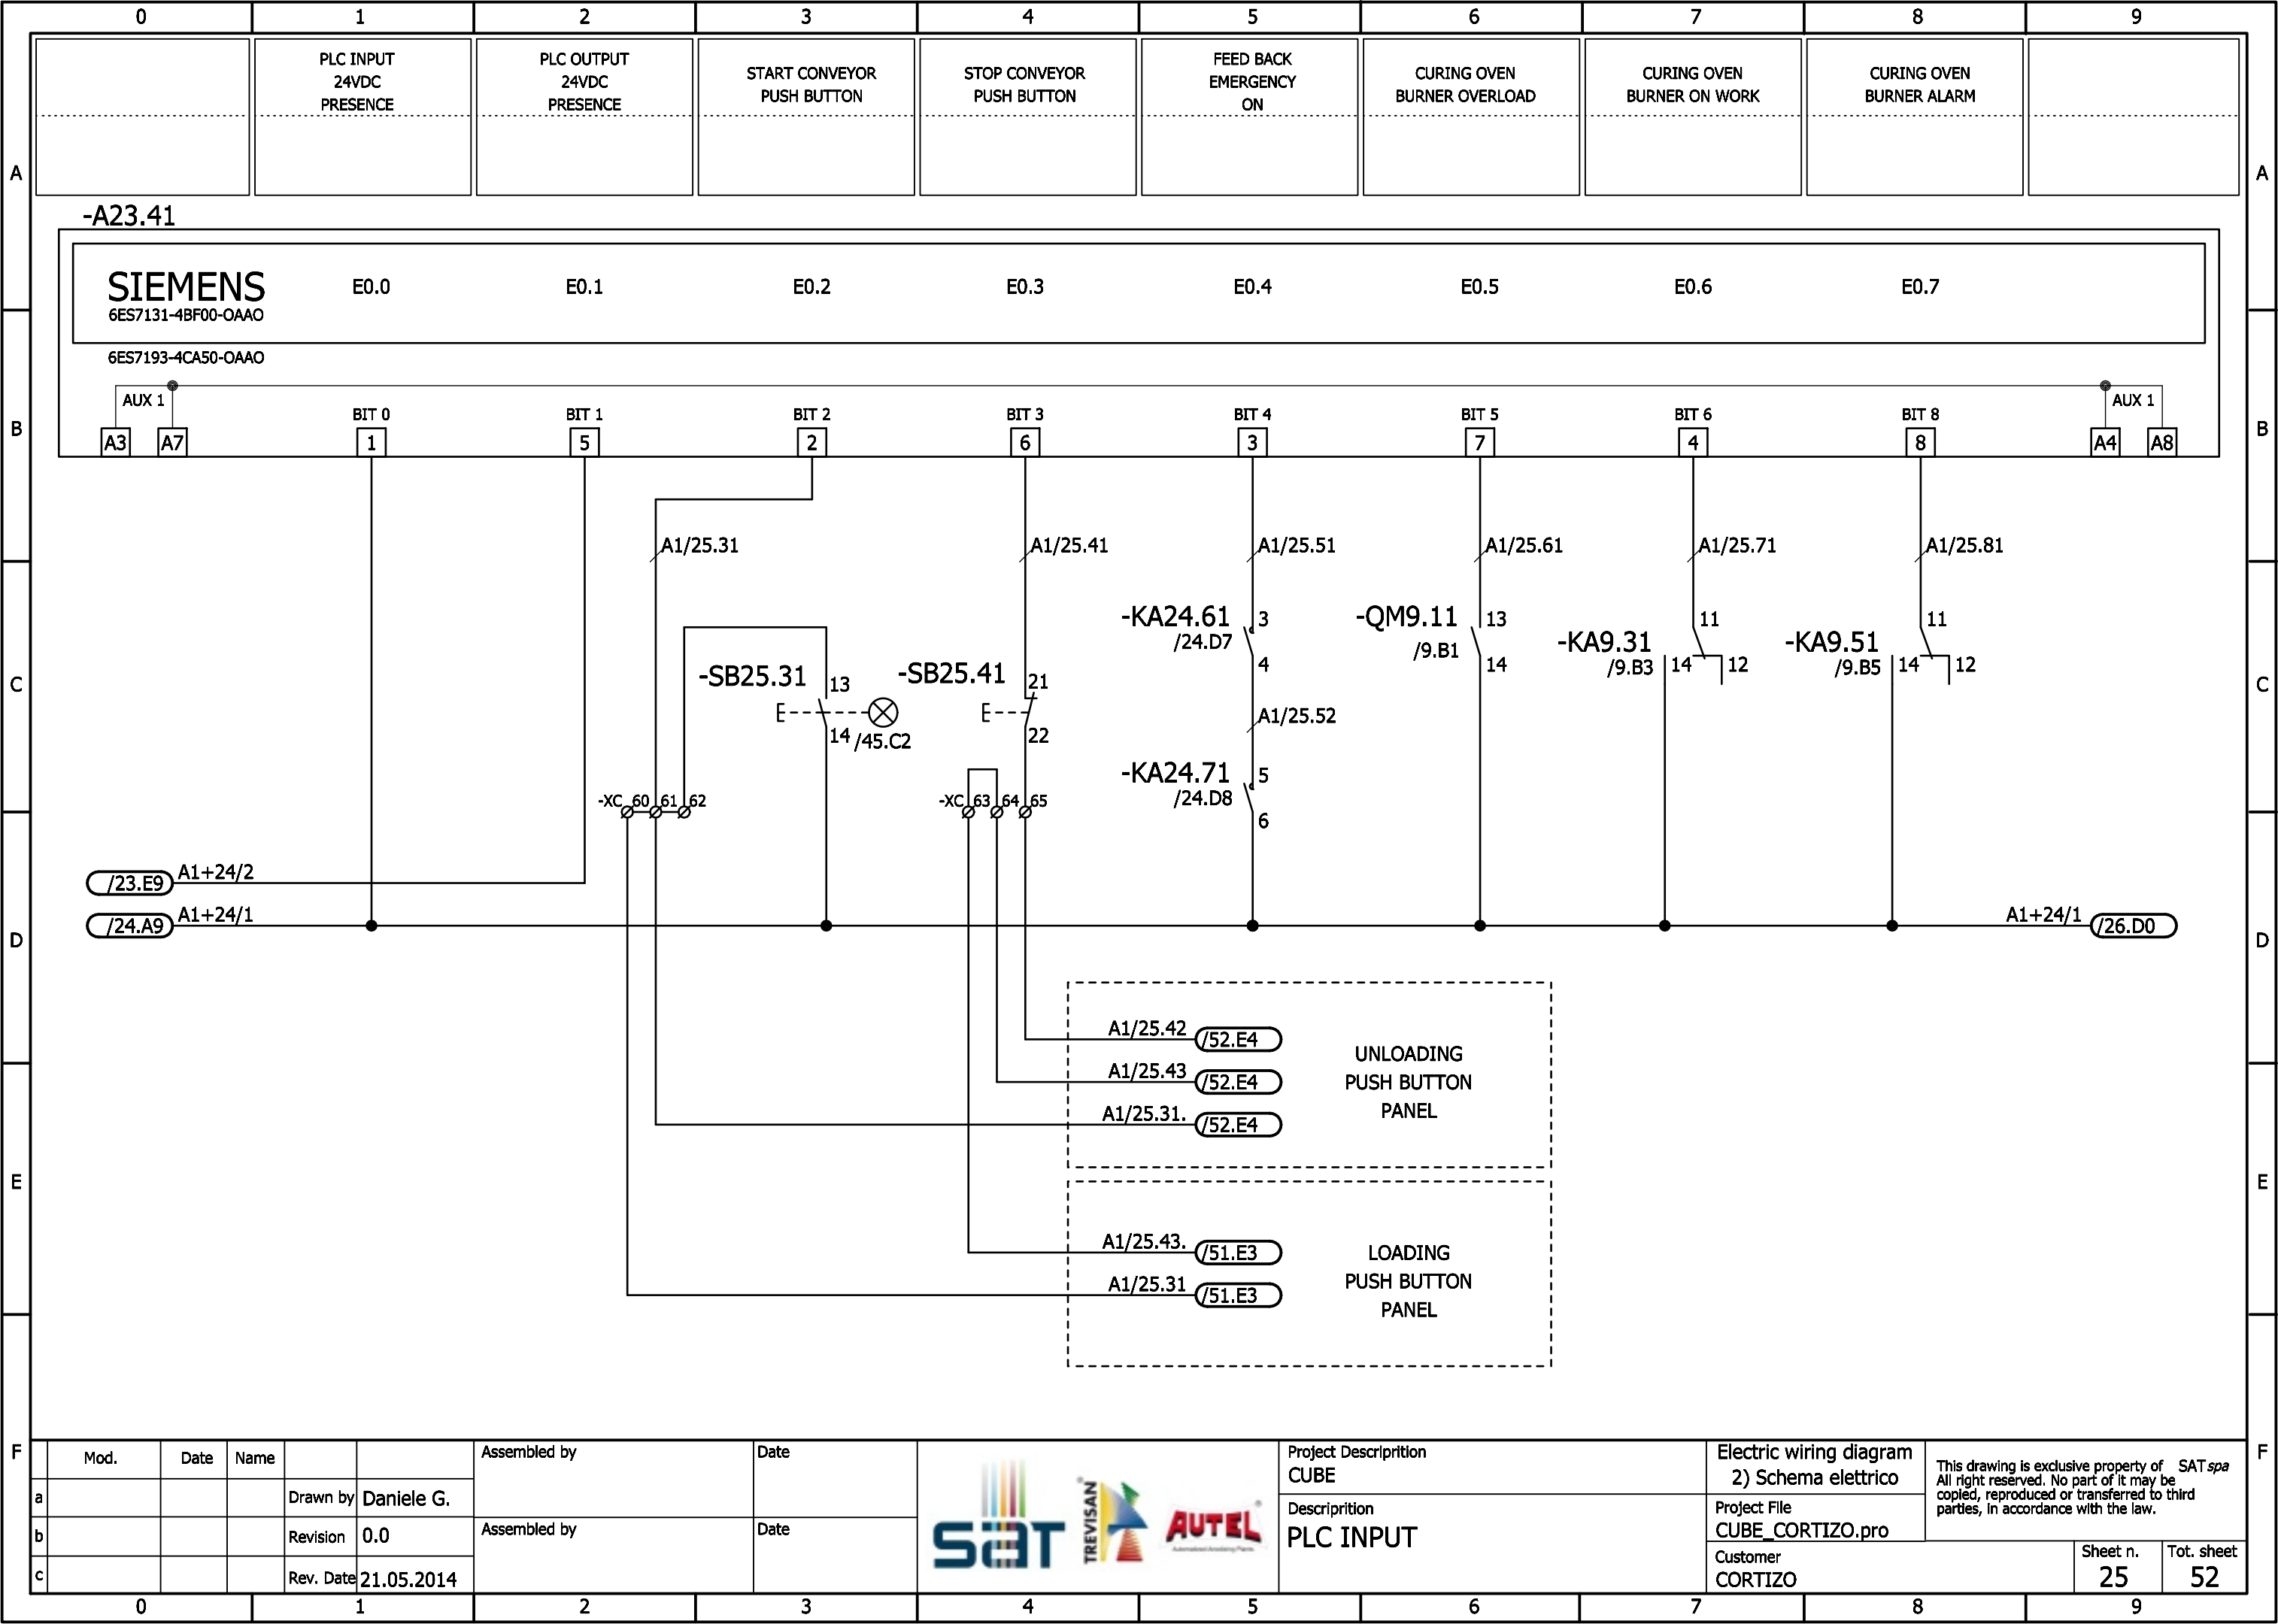 0 1 2 3 4 5 6 7 8 9
PLC INPUT
24VDC
PRESENCE
PLC OUTPUT
24VDC
PRESENCE
START CONVEYOR
PUSH BUTTON
STOP CONVEYOR
PUSH BUTTON
FEED BACK
EMERGENCY
ON
CURING OVEN
BURNER OVERLOAD
CURING OVEN
BURNER ON WORK
CURING OVEN
BURNER ALARM
A A
-A23.41
SIEMENS E0.0 E0.1 E0.2 E0.3 E0.4 E0.5 E0.6 E0.7
6ES7131-4BF00-OAAO
6ES7193-4CA50-OAAO
AUX 1 AUX 1
BIT 0 BIT 1 BIT 2 BIT 3 BIT 4 BIT 5 BIT 6 BIT 8
B B
A3 A7 1 5 2 6 3 7 4 8 A4 A8
A1/25.31 A1/25.41 A1/25.51 A1/25.61 A1/25.71 A1/25.81
-KA24.61 3
/24.D7
4
-QM9.11 13
/9.B1
14
-KA9.31 11
/9.B3 14 12
-KA9.51 11
/9.B5 14 12
C C
-SB25.31 13
14 /45.C2
-SB25.41 21
22
A1/25.52
-KA24.71 5
/24.D8
6
-XC 60 61 62
-XC 63 64 65
/23.E9 A1+24/2
/24.A9 A1+24/1
A1+24/1 /26.D0
D D
A1/25.42 /52.E4
A1/25.43 /52.E4
A1/25.31. /52.E4
UNLOADING
PUSH BUTTON
PANEL
E E
A1/25.43. /51.E3
A1/25.31 /51.E3
LOADING
PUSH BUTTON
PANEL
F F
Mod. Date Name
a
b
c
Drawn by Daniele G.
Revision 0.0
Rev. Date 21.05.2014
Assembled by Date
Assembled by Date
SAT
TREVISAN®
AUTEL®
Project Descriprition
CUBE
Descriprition
PLC INPUT
Electric wiring diagram
2) Schema elettrico
Project File
CUBE_CORTIZO.pro
Customer
CORTIZO
This drawing is exclusive property of SAT spa
All right reserved. No part of it may be
copied, reproduced or transferred to third
parties, in accordance with the law.
Sheet n.
25
Tot. sheet
52
0 1 2 3 4 5 6 7 8 9